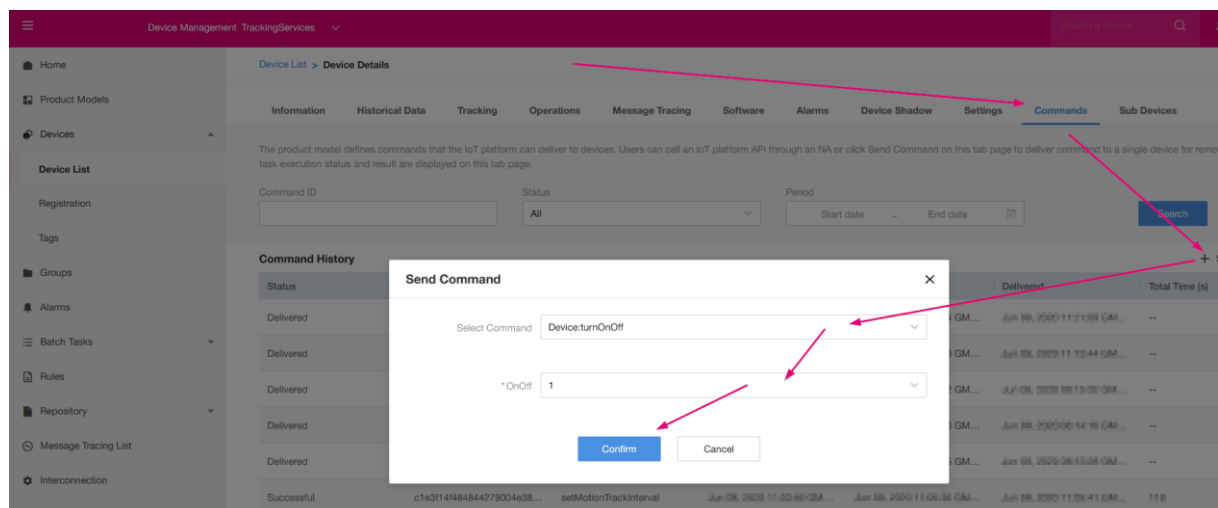 Device Management TrackingServices
Search a device
Home
Device List > Device Details
Product Models
Information Historical Data Tracking Operations Message Tracing Software Alarms Device Shadow Settings Commands Sub Devices
Devices
The product model defines commands that the IoT platform can deliver to devices. Users can call an IoT platform API through an NA or click Send Command on this tab page to deliver command to a single device for remo
task execution status and result are displayed on this tab page.
Device List
Command ID Status Period
Registration
All Start date - End date Search
Tags
Command History + S
Groups
Send Command
Status Delivered Total Time (s)
Alarms
Delivered GM... --
Select Command Device:turnOnOff
Batch Tasks
Delivered GM... --
Rules
*OnOff 1
Delivered GM... --
Repository
Delivered GM... --
Message Tracing List
Confirm Cancel
Delivered GM... --
Interconnection
Successful c1e3f14f484844279004e38... setMotionTrackInterval